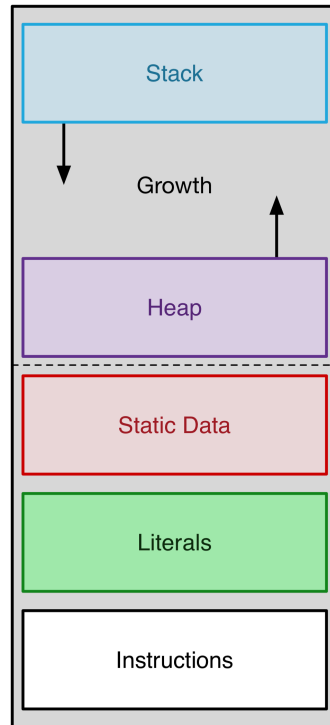 Stack
Growth
Heap
Static Data
Literals
Instructions